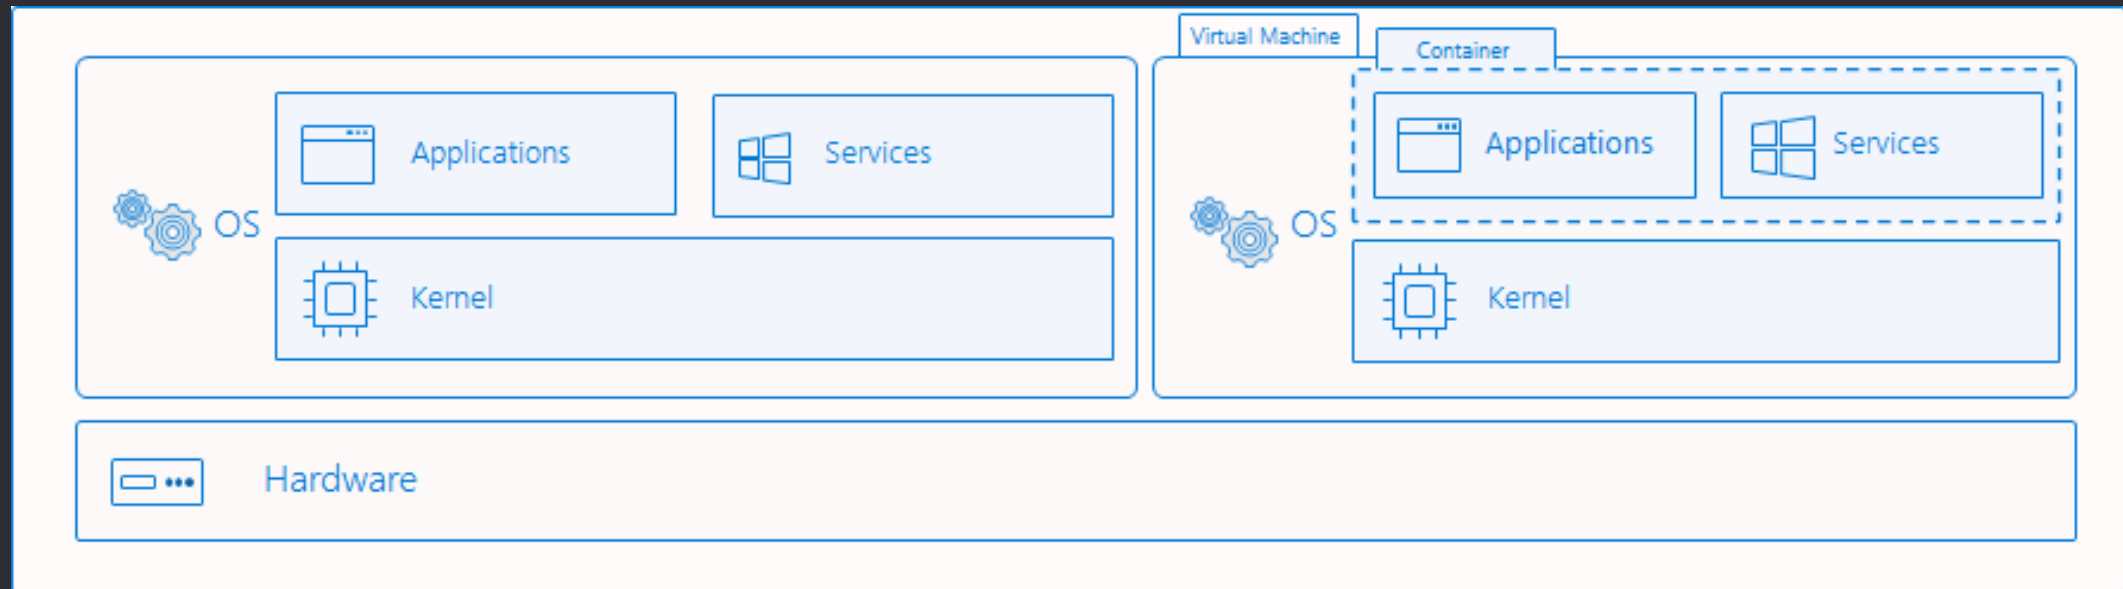 Virtual Machine
Container
Applications
Services
OS
Kernel
Applications
Services
OS
Kernel
Hardware